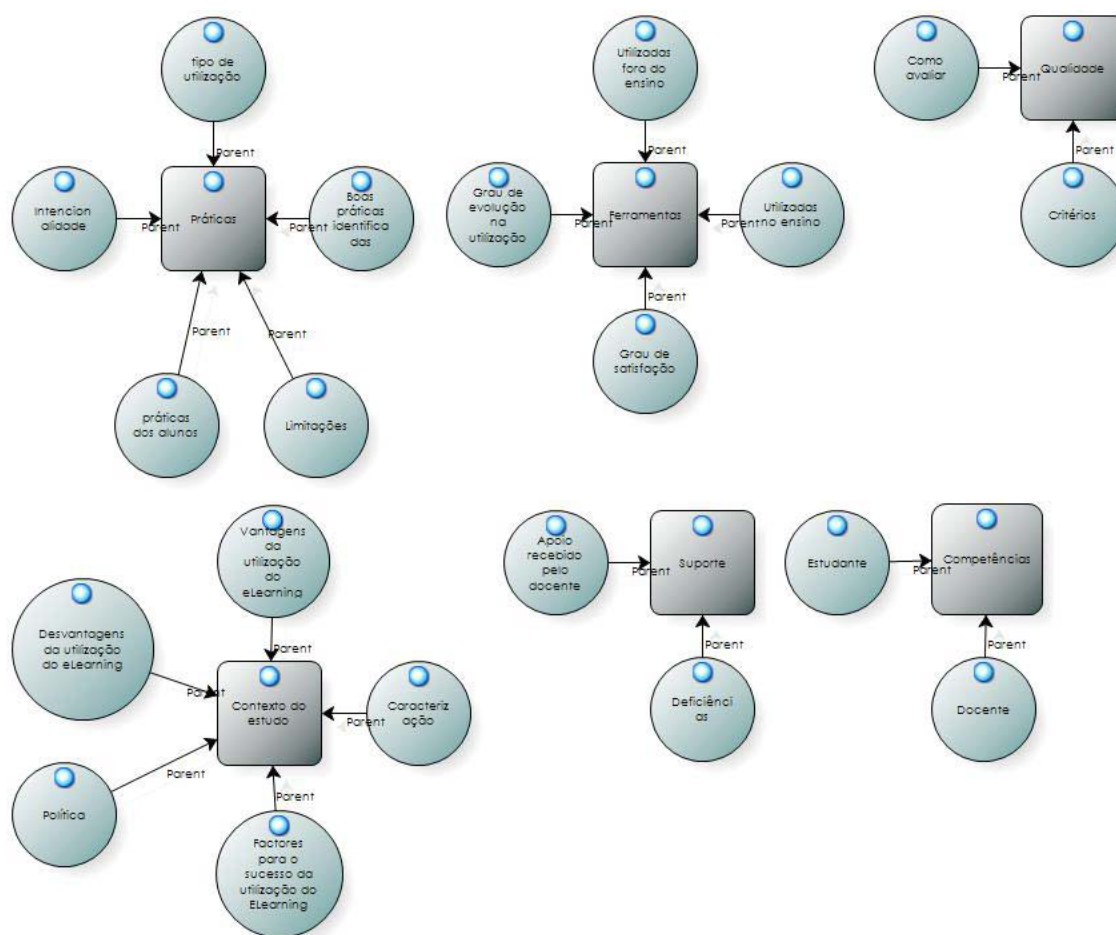 tipo de
utilização
Parent
Intencion
alidade
Parent
Práticas
Parent
Boas
práticas
identifica
das
Parent
Parent
práticas
dos alunos
Limitações
Utilizadas
fora do
ensino
Parent
Grau de
evolução na
utilização
Parent
Ferramentas
Parent
Utilizadas
no ensino
Parent
Grau de
satisfação
Como
avaliar
Parent
Qualidade
Parent
Critérios
Vantagens
da
utilização
do
eLearning
Parent
Desvantagens
da utilização
do eLearning
Parent
Contexto do
estudo
Parent
Caracteriz
ação
Política
Parent
Parent
Factores
para o
sucesso da
utilização do
ELearning
Apoio
recebido
pelo
docente
Parent
Suporte
Parent
Deficiênci
as
Estudante
Parent
Competências
Parent
Docente